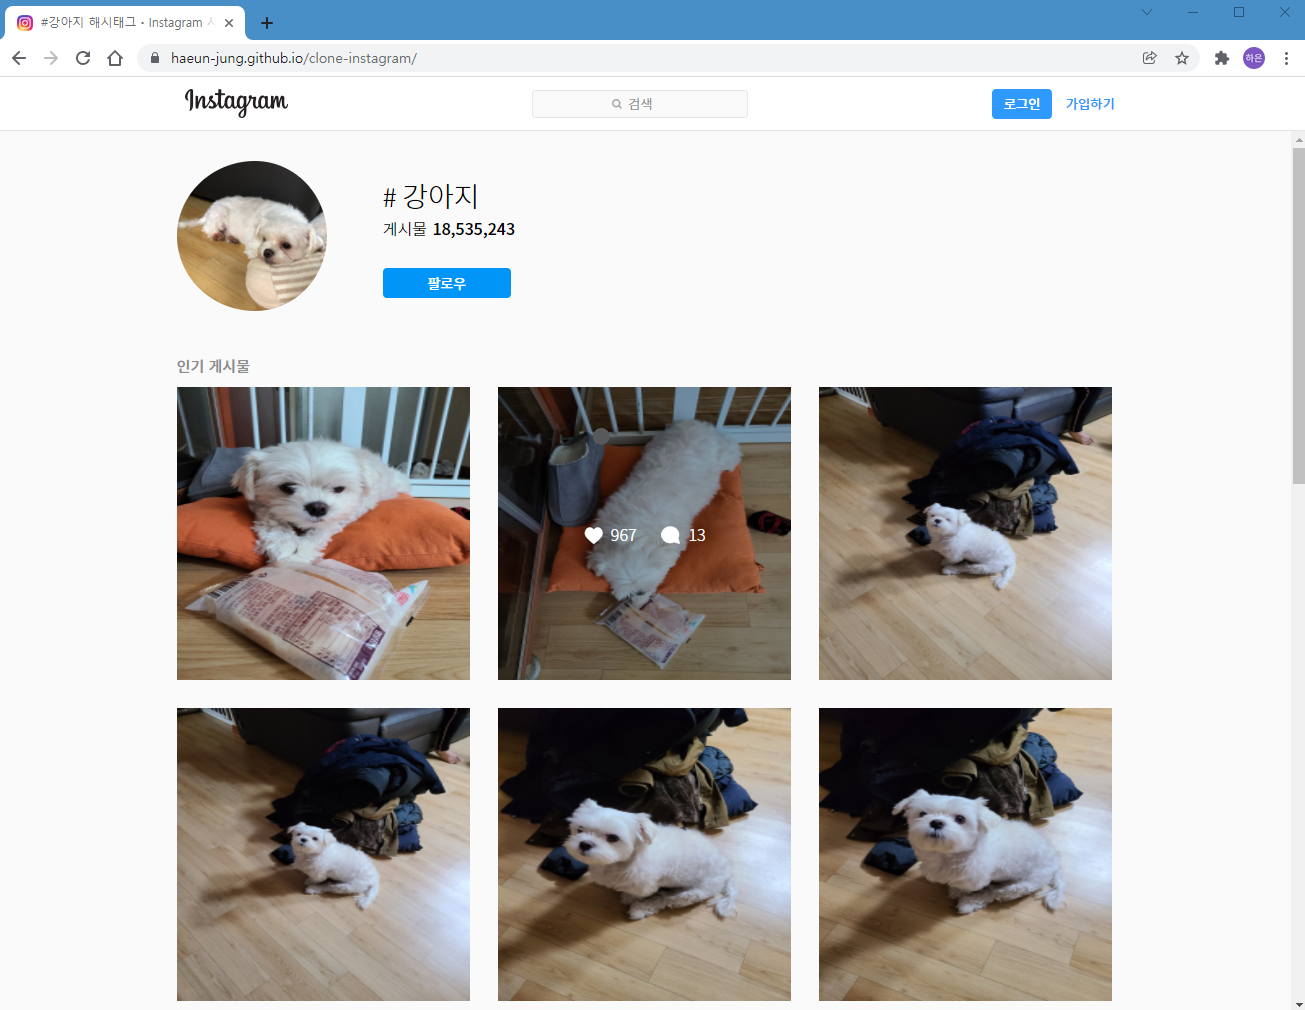 #강아지 해시태그 • Instagram
haeun-jung.github.io/clone-instagram/
하은
Instagram
검색
로그인
가입하기
# 강아지
게시물 18,535,243
팔로우
인기 게시물
967
13